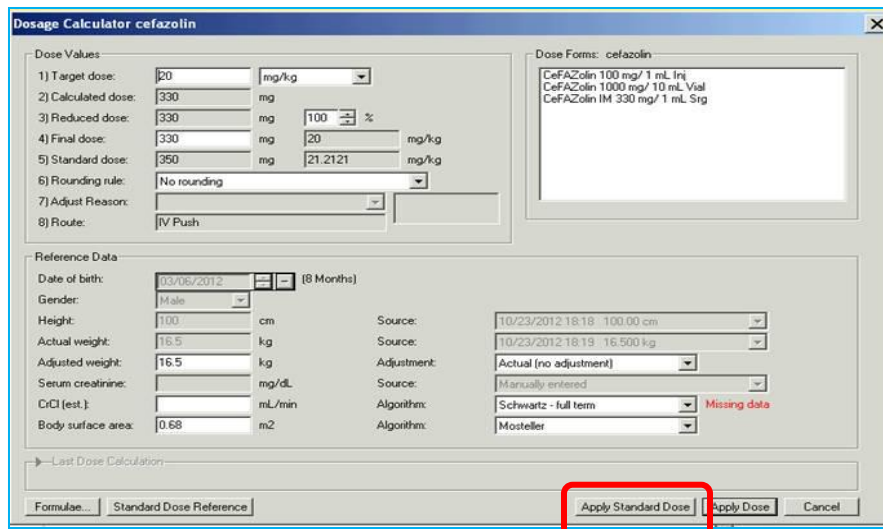 Dosage Calculator cefazolin
Dose Values
1) Target dose: 20 mg/kg
2) Calculated dose: 330 mg
3) Reduced dose: 330 mg 100 %
4) Final dose: 330 mg 20 mg/kg
5) Standard dose: 350 mg 21.2121 mg/kg
6) Rounding rule: No rounding
7) Adjust Reason:
8) Route: IV Push
Dose Forms: cefazolin
CeFAZolin 100 mg/ 1 mL Inj
CeFAZolin 1000 mg/ 10 mL Vial
CeFAZolin IM 330 mg/ 1 mL Srg
Reference Data
Date of birth: 03/06/2012 (8 Months)
Gender: Male
Height: 100 cm Source: 10/23/2012 18:18 100.00 cm
Actual weight: 16.5 kg Source: 10/23/2012 18:19 16.500 kg
Adjusted weight: 16.5 kg Adjustment: Actual (no adjustment)
Serum creatinine: mg/dL Source: Manually entered
CrCl (est.): mL/min Algorithm: Schwartz - full term Missing data
Body surface area: 0.68 m2 Algorithm: Mosteller
Last Dose Calculation
Formulae... Standard Dose Reference Apply Standard Dose Apply Dose Cancel